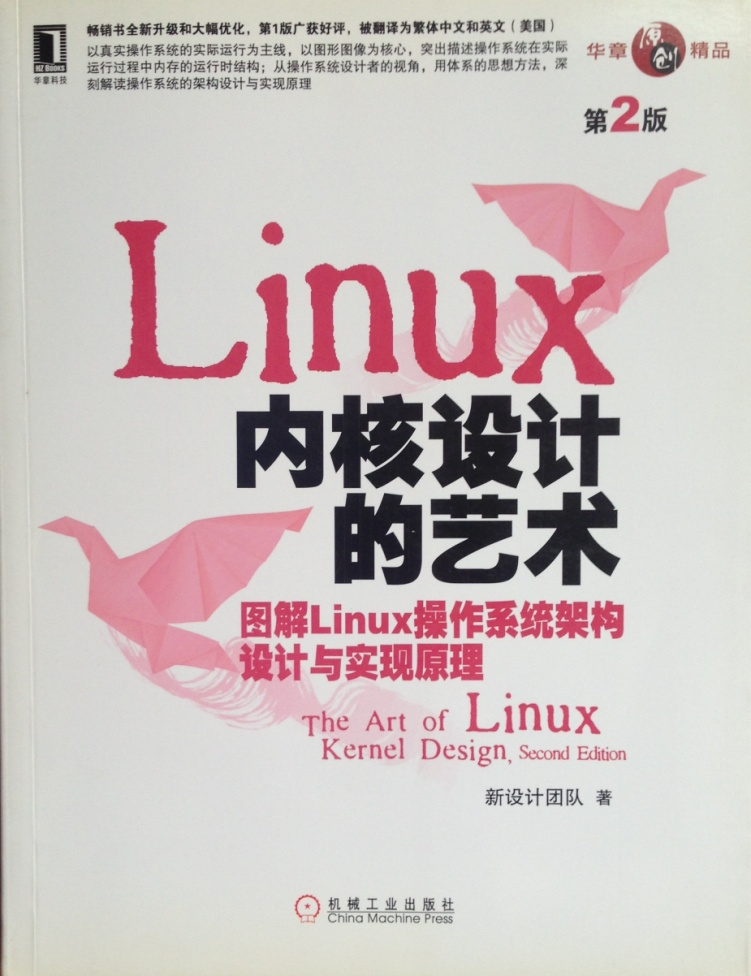 HZ Books
华章科技
畅销书全新升级和大幅优化，第1版广获好评，被翻译为繁体中文和英文（美国）
以真实操作系统的实际运行为主线，以图形图像为核心，突出描述操作系统在实际
运行过程中内存的运行时结构；从操作系统设计者的视角，用体系的思想方法，深
刻解读操作系统的架构设计与实现原理
华章 原创 精品
第2版
Linux
内核设计
的艺术
图解Linux操作系统架构
设计与实现原理
The Art of Linux
Kernel Design, Second Edition
新设计团队 著
机械工业出版社
China Machine Press